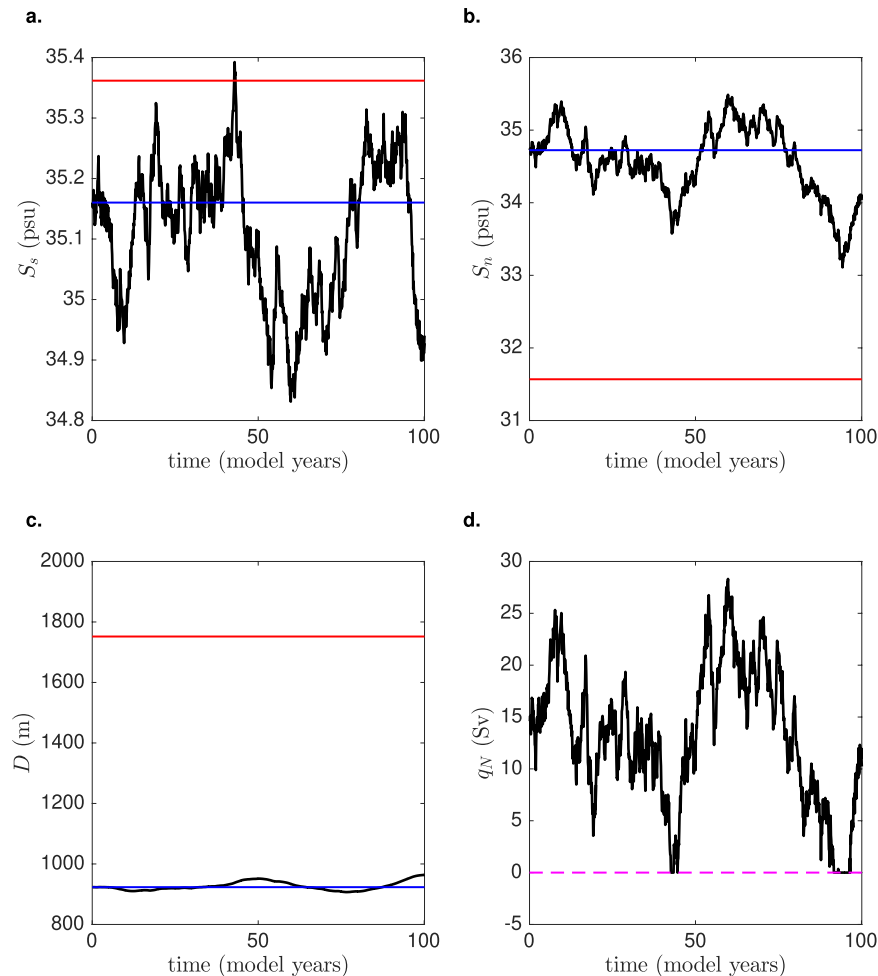 a.
35.4
35.3
35.2
35.1
35
34.9
34.8
S_s (psu)
0 50 100
time (model years)
b.
36
35
34
33
32
31
S_n (psu)
0 50 100
time (model years)
c.
2000
1800
1600
1400
1200
1000
800
D (m)
0 50 100
time (model years)
d.
30
25
20
15
10
5
0
-5
q_N (Sv)
0 50 100
time (model years)